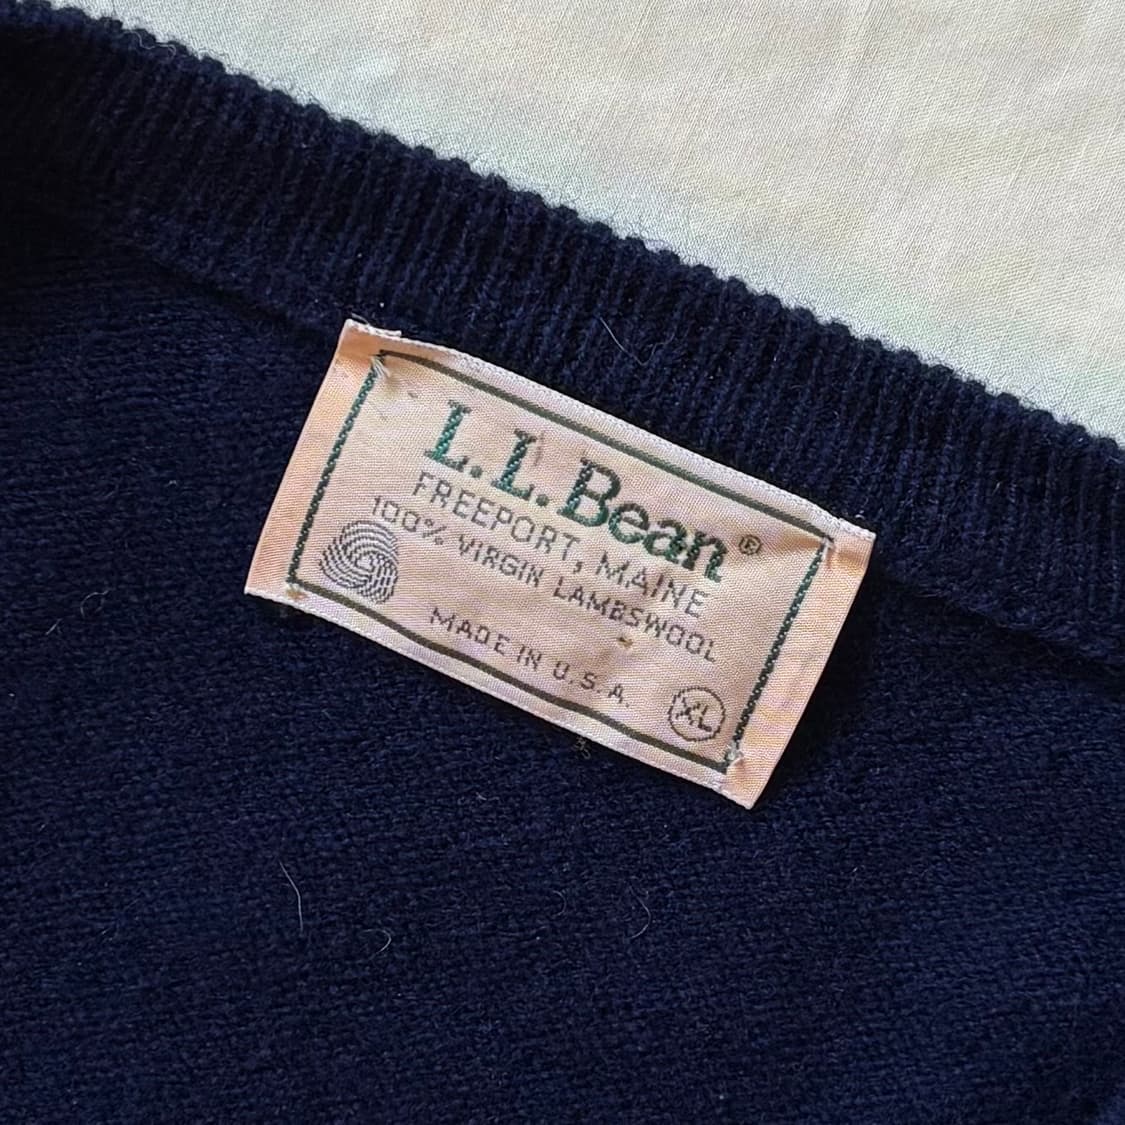 L.L.Bean®
FREEPORT, MAINE
100% VIRGIN LAMBSWOOL
MADE IN U.S.A.
XL